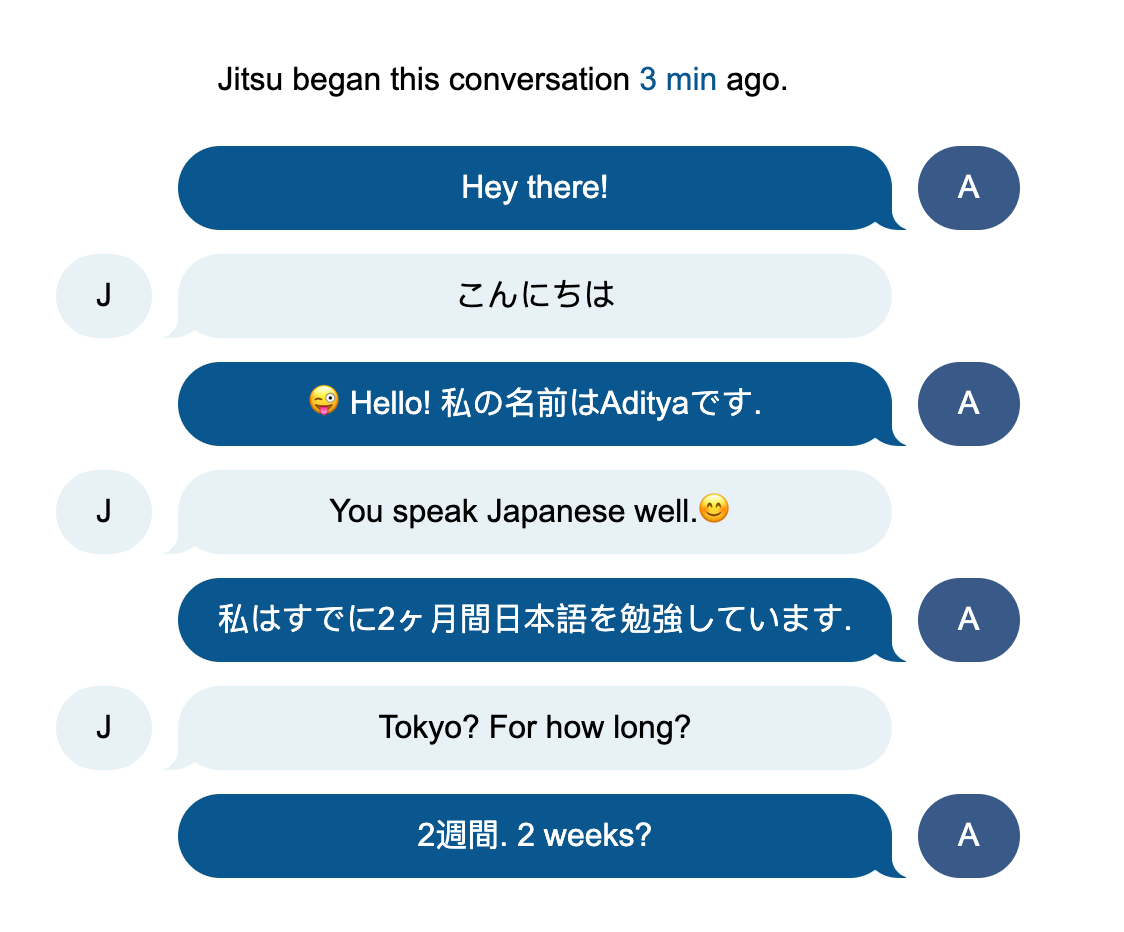 Jitsu began this conversation 3 min ago.
Hey there!
A
J
こんにちは
😜 Hello! 私の名前はAdityaです.
A
J
You speak Japanese well.😊
私はすでに2ヶ月間日本語を勉強しています.
A
J
Tokyo? For how long?
2週間. 2 weeks?
A